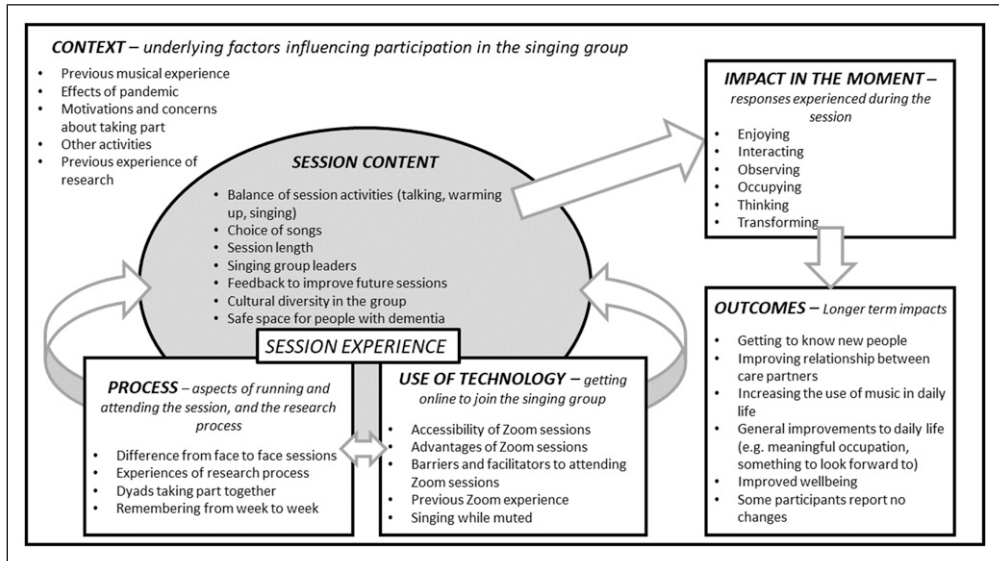 CONTEXT – underlying factors influencing participation in the singing group
• Previous musical experience
• Effects of pandemic
• Motivations and concerns
about taking part
• Other activities
• Previous experience of
research
SESSION CONTENT
• Balance of session activities (talking, warming
up, singing)
• Choice of songs
• Session length
• Singing group leaders
• Feedback to improve future sessions
• Cultural diversity in the group
• Safe space for people with dementia
SESSION EXPERIENCE
PROCESS – aspects of running and
attending the session, and the research
process
• Difference from face to face sessions
• Experiences of research process
• Dyads taking part together
• Remembering from week to week
USE OF TECHNOLOGY – getting
online to join the singing group
• Accessibility of Zoom sessions
• Advantages of Zoom sessions
• Barriers and facilitators to attending
Zoom sessions
• Previous Zoom experience
• Singing while muted
IMPACT IN THE MOMENT –
responses experienced during the
session
• Enjoying
• Interacting
• Observing
• Occupying
• Thinking
• Transforming
OUTCOMES – Longer term impacts
• Getting to know new people
• Improving relationship between
care partners
• Increasing the use of music in daily
life
• General improvements to daily life
(e.g. meaningful occupation,
something to look forward to)
• Improved wellbeing
• Some participants report no
changes